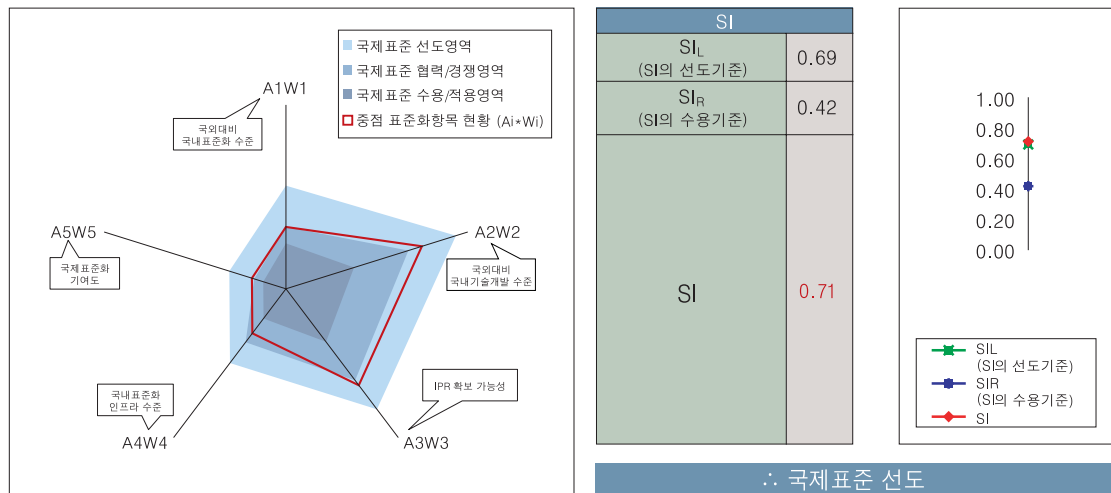 국제표준 선도영역
국제표준 협력/경쟁영역
국제표준 수용/적용영역
중점 표준화항목 현황 (Ai*Wi)
A1W1
국외대비
국내표준화 수준
A2W2
국외대비
국내기술개발 수준
A5W5
국제표준화
기여도
국내표준화
인프라 수준
A4W4
IPR 확보 가능성
A3W3
SI
SIL
(SI의 선도기준)
0.69
SIR
(SI의 수용기준)
0.42
SI
0.71
1.00
0.80
0.60
0.40
0.20
0.00
SIL
(SI의 선도기준)
SIR
(SI의 수용기준)
SI
∴ 국제표준 선도